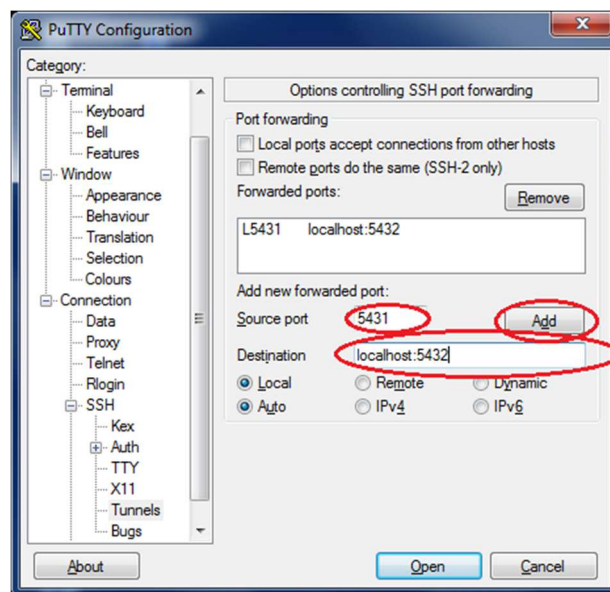 PuTTY Configuration
Category:
Terminal
Keyboard
Bell
Features
Window
Appearance
Behaviour
Translation
Selection
Colours
Connection
Data
Proxy
Telnet
Rlogin
SSH
Kex
Auth
TTY
X11
Tunnels
Bugs
Options controlling SSH port forwarding
Port forwarding
Local ports accept connections from other hosts
Remote ports do the same (SSH-2 only)
Forwarded ports:
Remove
L5431 localhost:5432
Add new forwarded port:
Source port 5431 Add
Destination localhost:5432
Local Remote Dynamic
Auto IPv4 IPv6
About Open Cancel